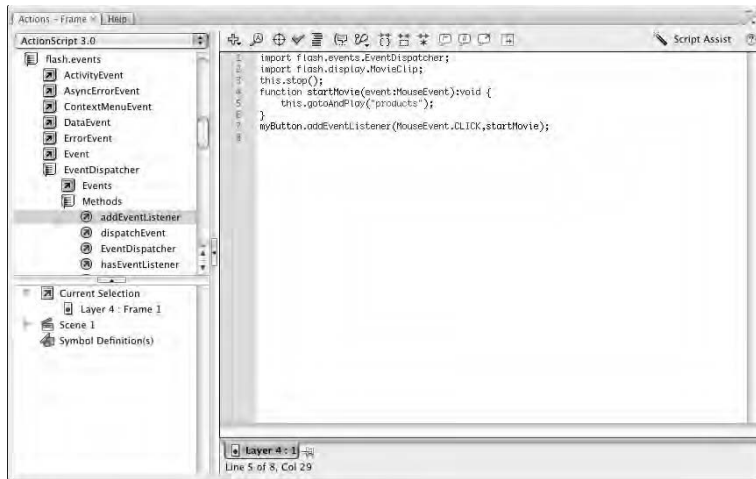 Actions - Frame × Help
ActionScript 3.0
Script Assist
flash.events
ActivityEvent
AsyncErrorEvent
ContextMenuEvent
DataEvent
ErrorEvent
Event
EventDispatcher
Events
Methods
addEventListener
dispatchEvent
EventDispatcher
hasEventListener
Current Selection
Layer 4 : Frame 1
Scene 1
Symbol Definition(s)
1 import flash.events.EventDispatcher;
2 import flash.display.MovieClip;
3 this.stop();
4 function startMovie(event:MouseEvent):void {
5 this.gotoAndPlay("products");
6 }
7 myButton.addEventListener(MouseEvent.CLICK,startMovie);
8
Layer 4 : 1
Line 5 of 8, Col 29